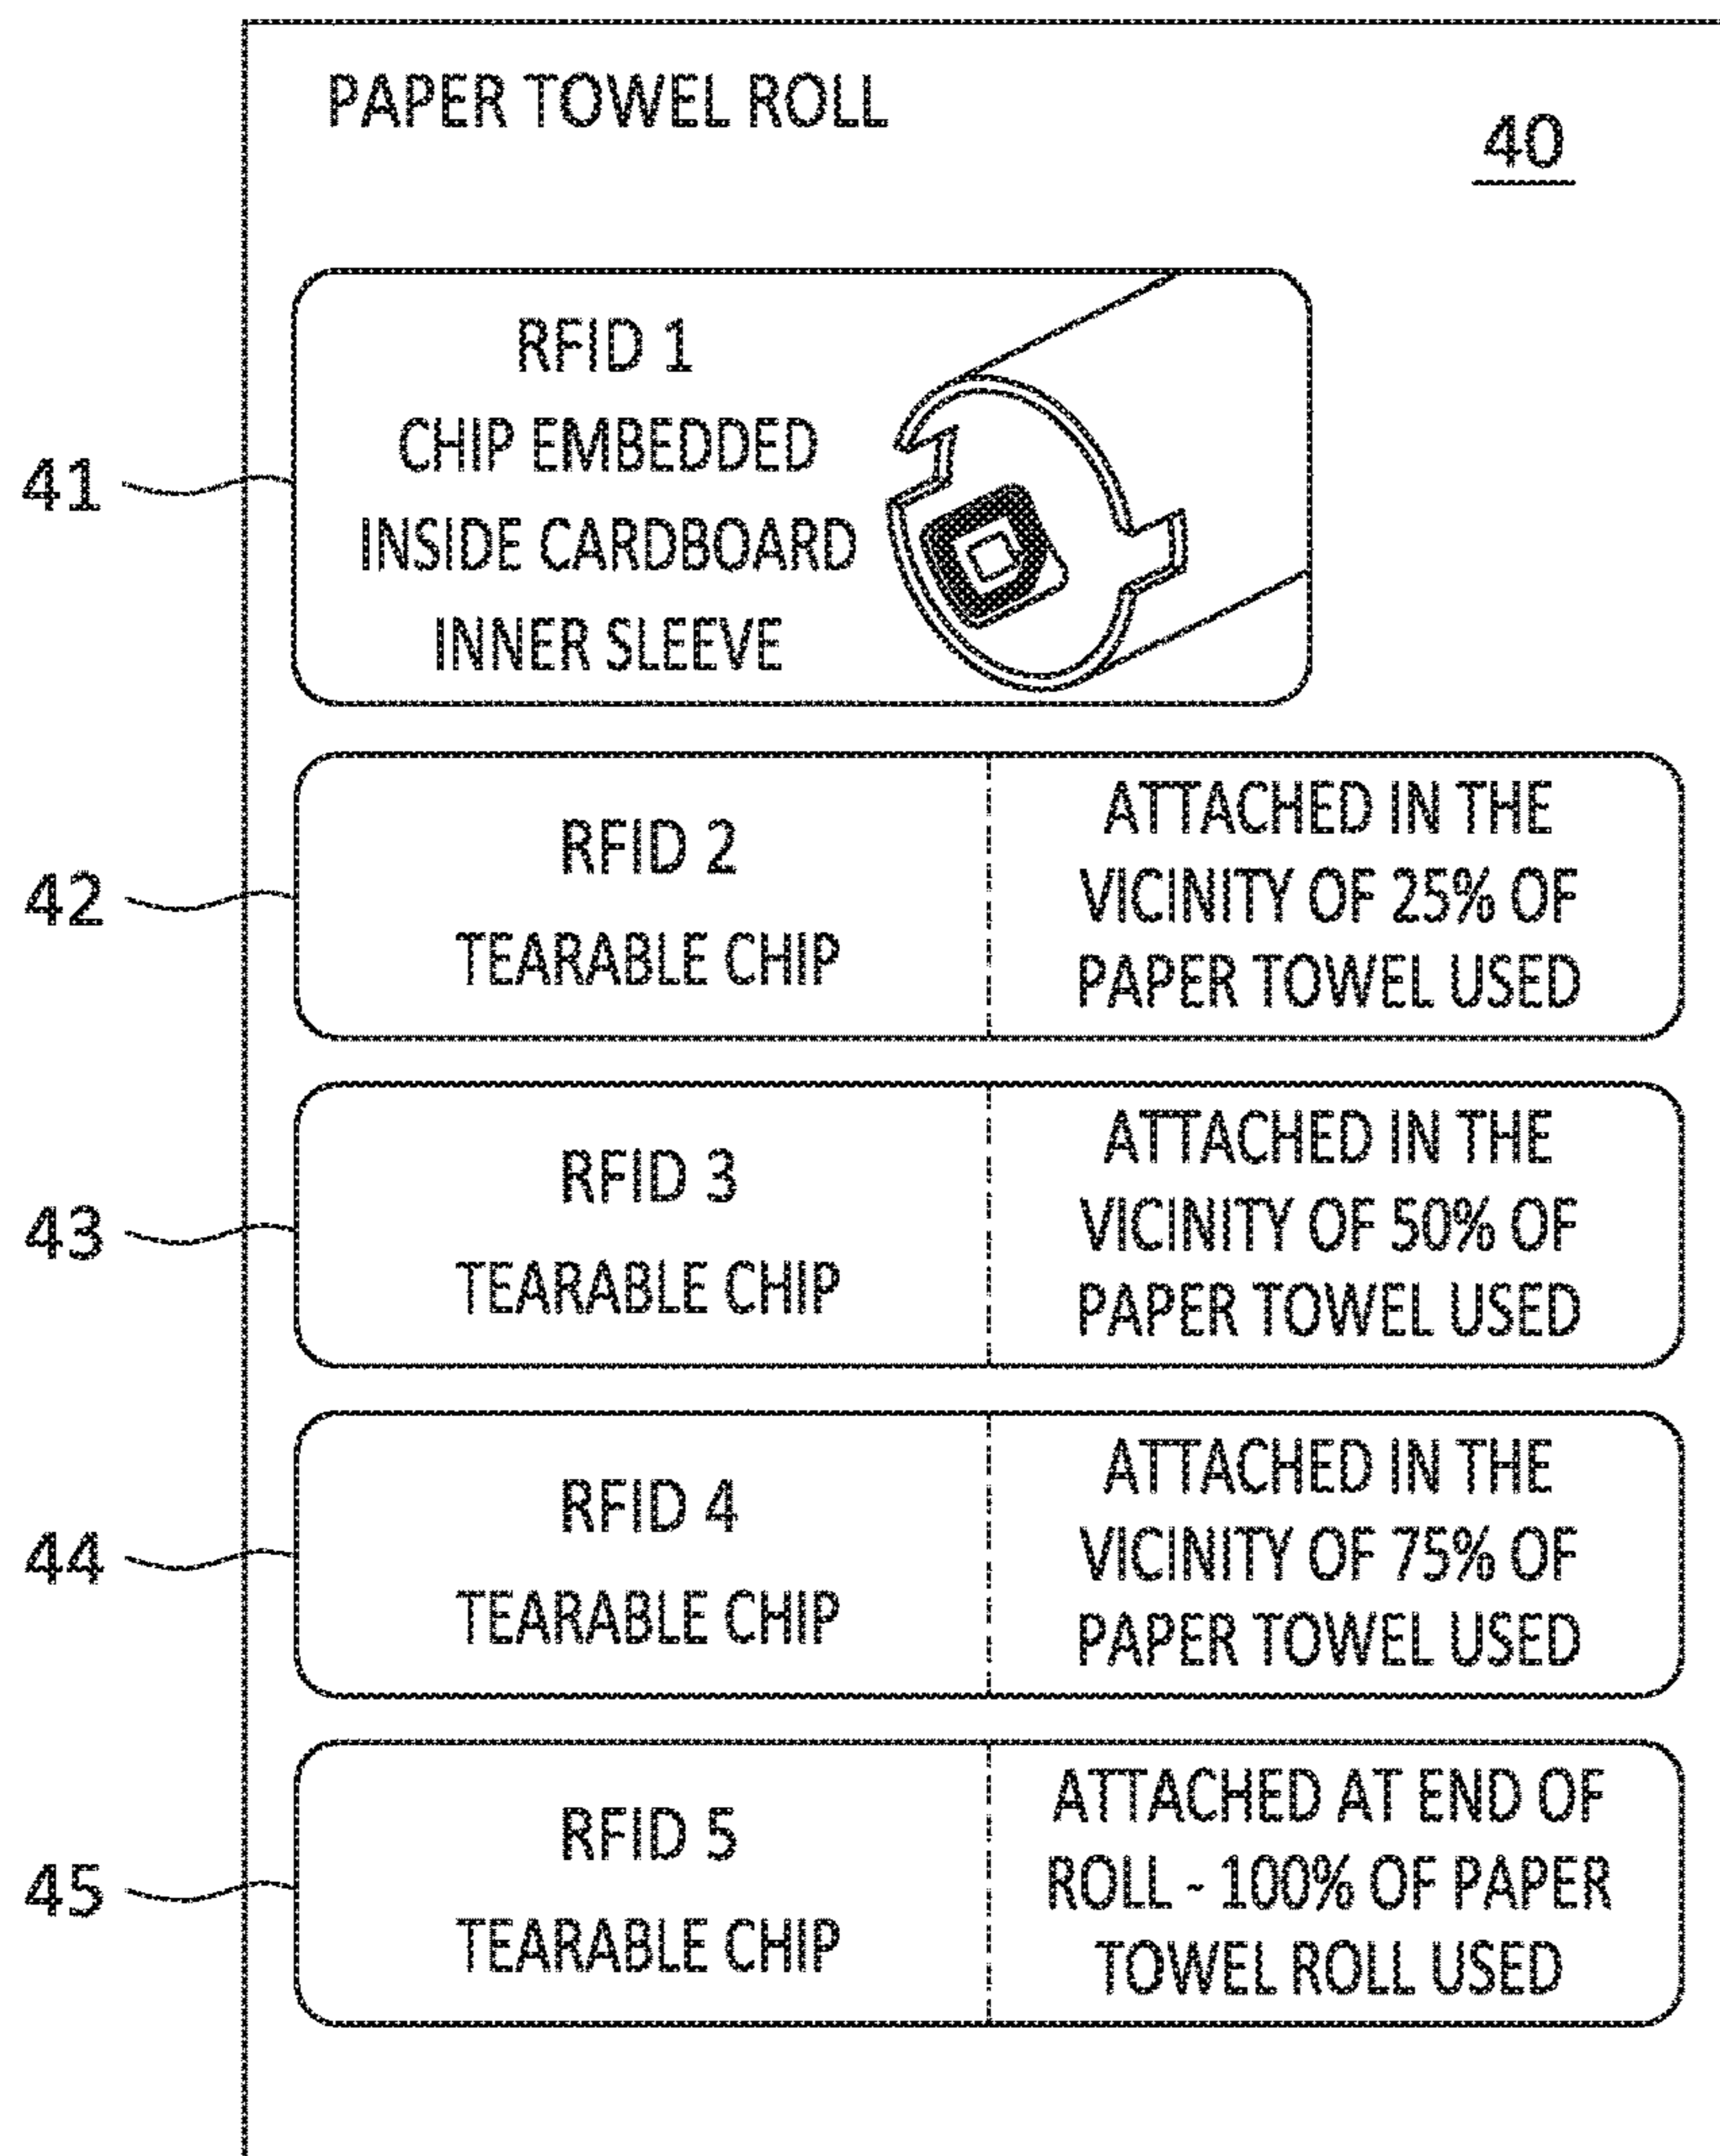 PAPER TOWEL ROLL
40
RFID 1
CHIP EMBEDDED
INSIDE CARDBOARD
INNER SLEEVE
41
RFID 2
TEARABLE CHIP
ATTACHED IN THE
VICINITY OF 25% OF
PAPER TOWEL USED
42
RFID 3
TEARABLE CHIP
ATTACHED IN THE
VICINITY OF 50% OF
PAPER TOWEL USED
43
RFID 4
TEARABLE CHIP
ATTACHED IN THE
VICINITY OF 75% OF
PAPER TOWEL USED
44
RFID 5
TEARABLE CHIP
ATTACHED AT END OF
ROLL - 100% OF PAPER
TOWEL ROLL USED
45